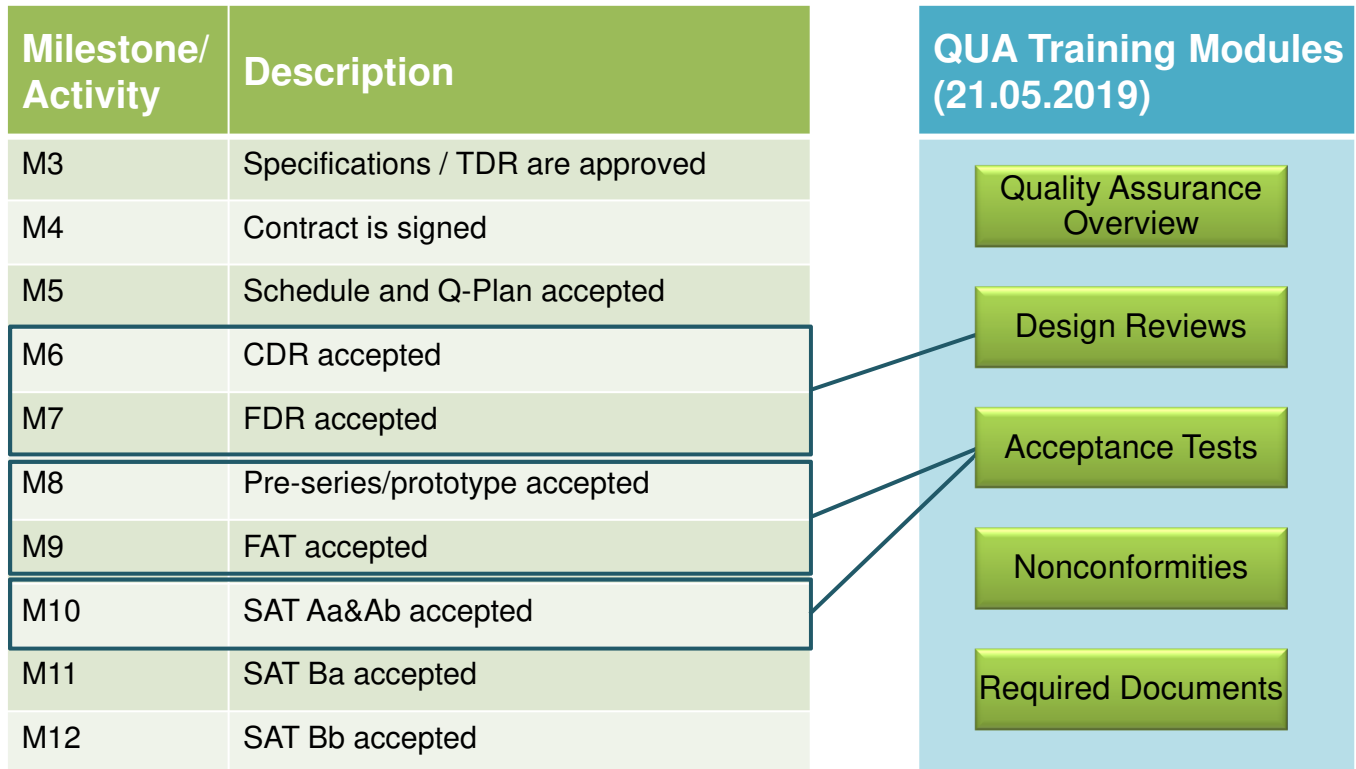 Milestone/
Activity
Description
M3
Specifications / TDR are approved
M4
Contract is signed
M5
Schedule and Q-Plan accepted
M6
CDR accepted
M7
FDR accepted
M8
Pre-series/prototype accepted
M9
FAT accepted
M10
SAT Aa&Ab accepted
M11
SAT Ba accepted
M12
SAT Bb accepted
QUA Training Modules
(21.05.2019)
Quality Assurance
Overview
Design Reviews
Acceptance Tests
Nonconformities
Required Documents